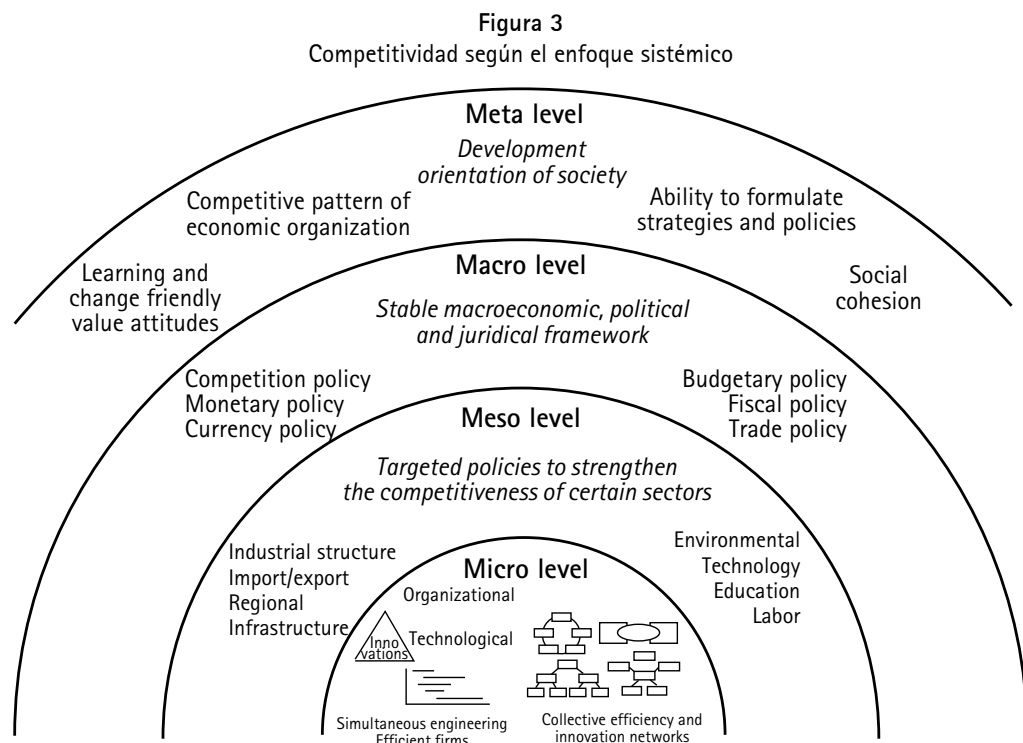 Figura 3
Competitividad según el enfoque sistémico
Meta level
Development
orientation of society
Competitive pattern of
economic organization
Ability to formulate
strategies and policies
Learning and
change friendly
value attitudes
Social
cohesion
Macro level
Stable macroeconomic, political
and juridical framework
Competition policy
Monetary policy
Currency policy
Budgetary policy
Fiscal policy
Trade policy
Meso level
Targeted policies to strengthen
the competitiveness of certain sectors
Industrial structure
Import/export
Regional
Infrastructure
Environmental
Technology
Education
Labor
Micro level
Organizational
Inno
vations
Technological
Simultaneous engineering
Efficient firms
Collective efficiency and
innovation networks